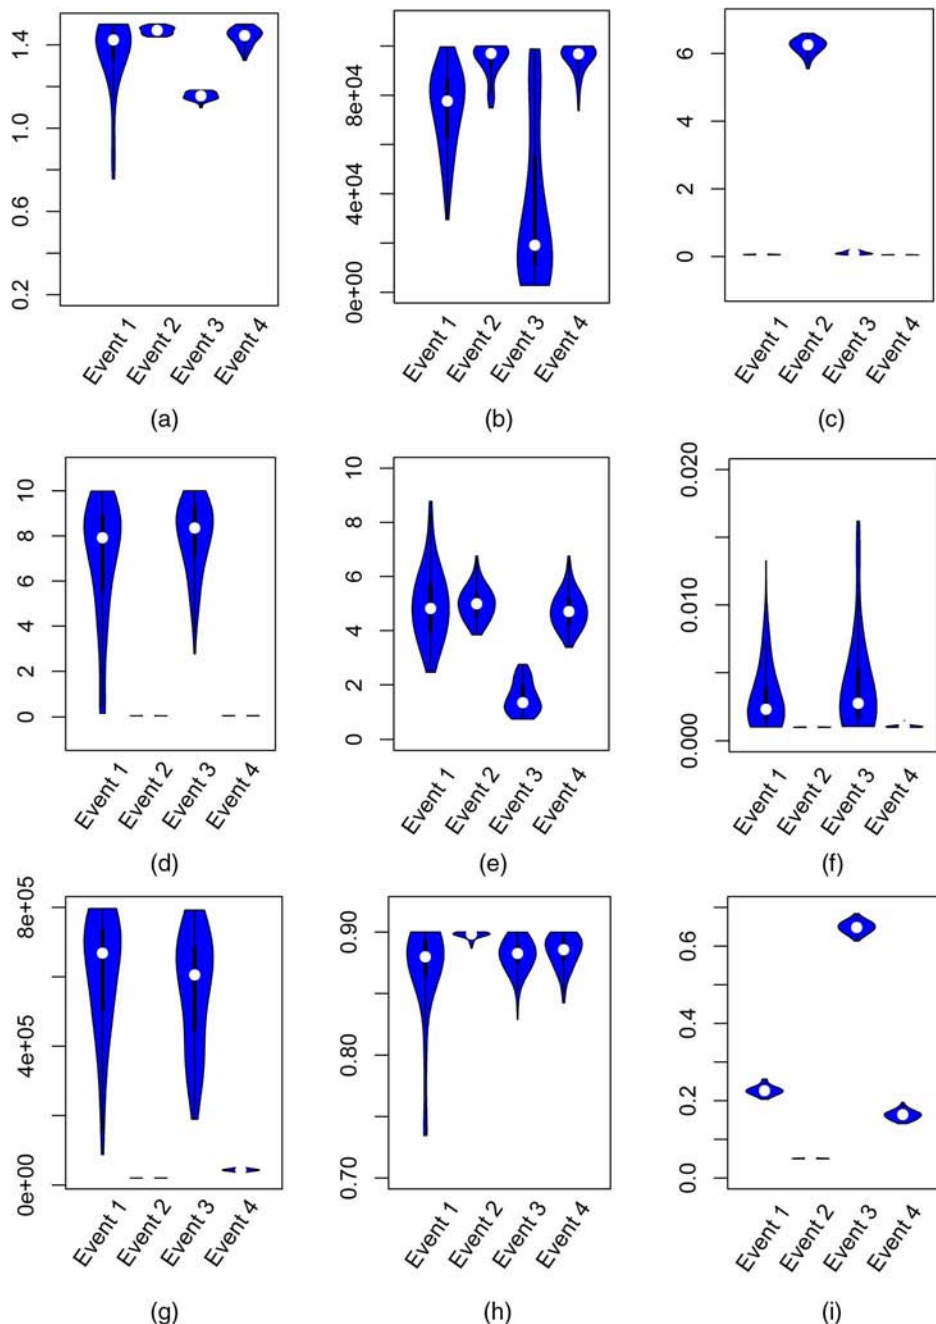 0.2 0.6 1.0 1.4
Event 1 Event 2 Event 3 Event 4
(a)
0e+00 4e+04 8e+04
Event 1 Event 2 Event 3 Event 4
(b)
0 2 4 6
Event 1 Event 2 Event 3 Event 4
(c)
0 2 4 6 8 10
Event 1 Event 2 Event 3 Event 4
(d)
0 2 4 6 8 10
Event 1 Event 2 Event 3 Event 4
(e)
0.000 0.010 0.020
Event 1 Event 2 Event 3 Event 4
(f)
0e+00 4e+05 8e+05
Event 1 Event 2 Event 3 Event 4
(g)
0.70 0.80 0.90
Event 1 Event 2 Event 3 Event 4
(h)
0.0 0.2 0.4 0.6
Event 1 Event 2 Event 3 Event 4
(i)